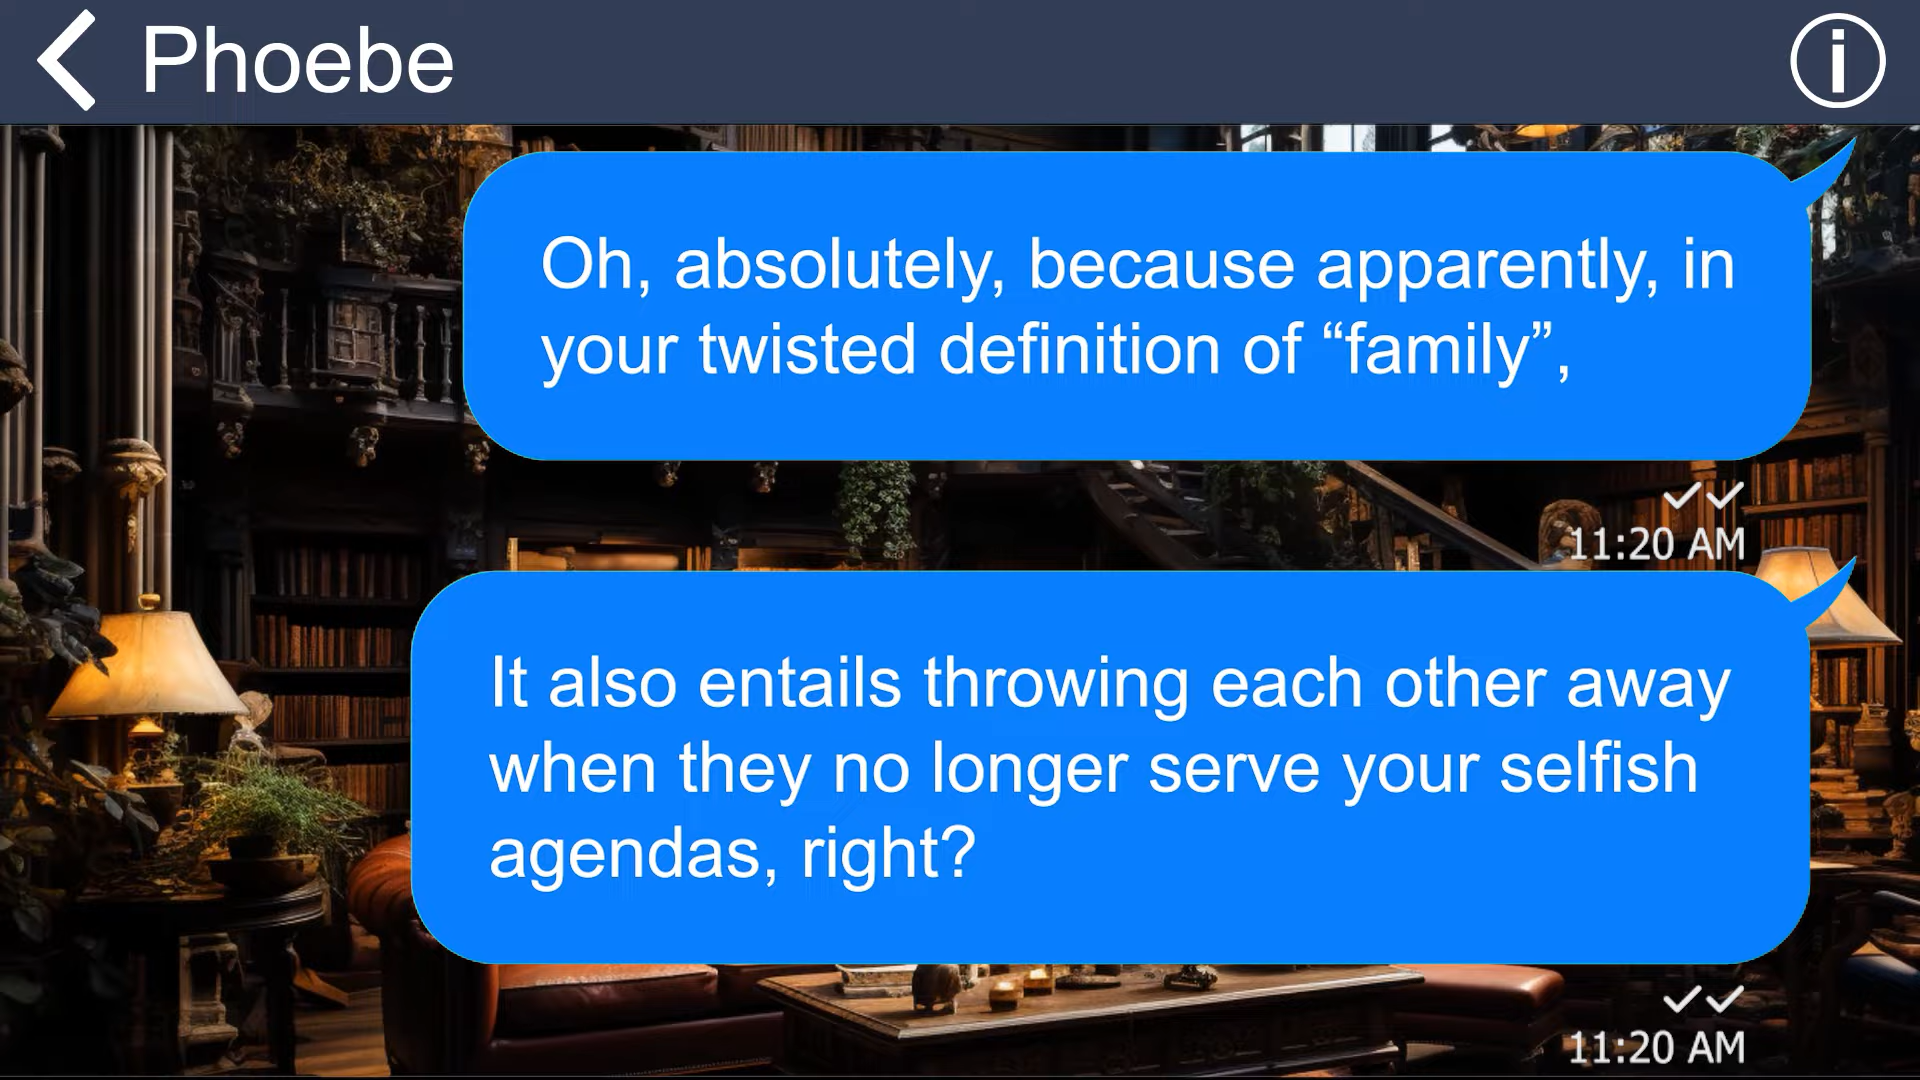 Phoebe
Oh, absolutely, because apparently, in
your twisted definition of “family”,
11:20 AM
It also entails throwing each other away
when they no longer serve your selfish
agendas, right?
11:20 AM